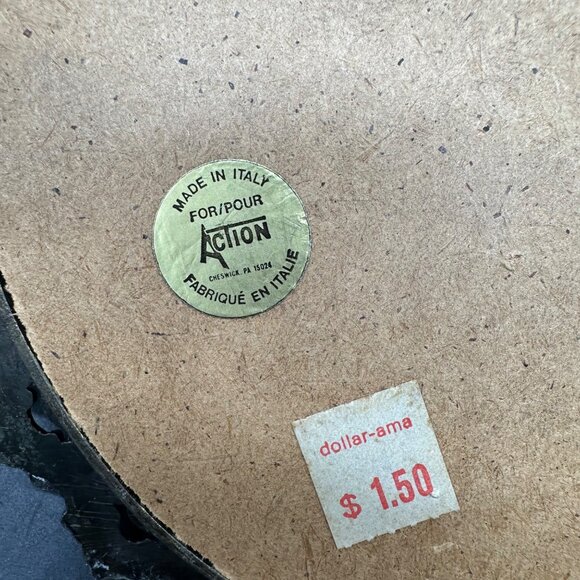 MADE IN ITALY
FOR/POUR
ACTION
CHESWICK, PA 15024
FABRIQUÉ EN ITALIE
dollar-ama
$ 1.50